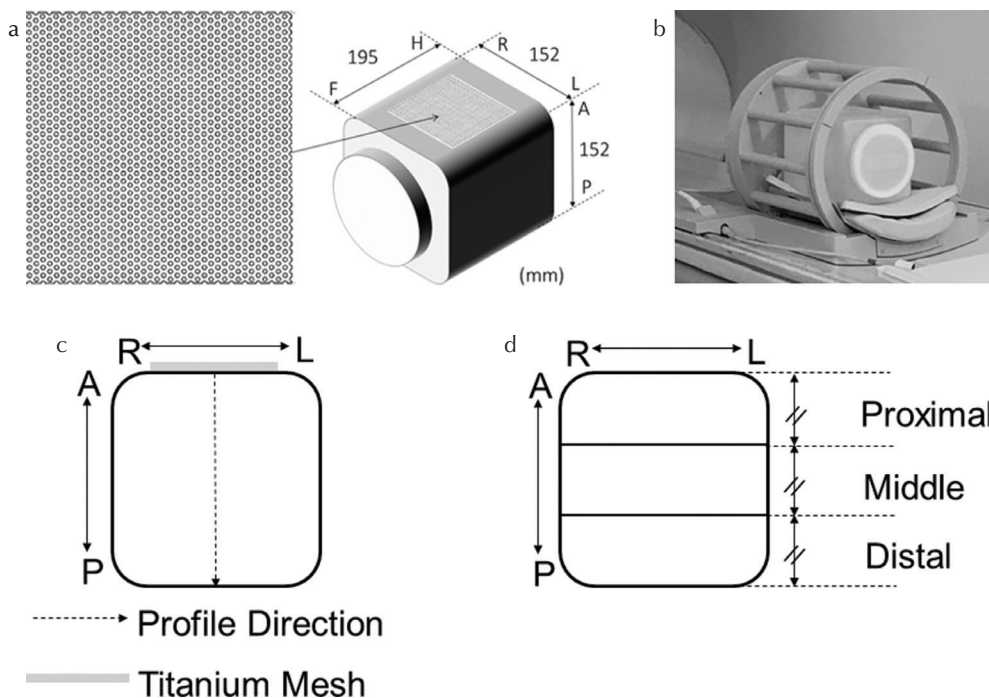 a
H
R
195
152
F
L
A
152
P
(mm)
b
c
R
L
A
P
Profile Direction
Titanium Mesh
d
R
L
A
P
Proximal
Middle
Distal